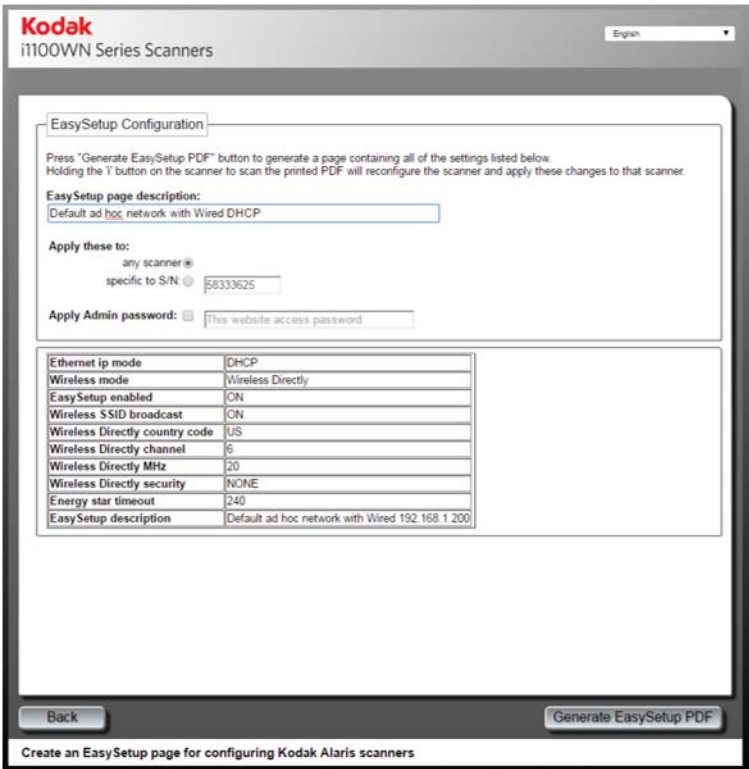 Kodak
i1100WN Series Scanners
English
EasySetup Configuration
Press "Generate EasySetup PDF" button to generate a page containing all of the settings listed below.
Holding the 'i' button on the scanner to scan the printed PDF will reconfigure the scanner and apply these changes to that scanner.
EasySetup page description:
Default ad hoc network with Wired DHCP
Apply these to:
any scanner
specific to S/N: 58333625
Apply Admin password: This website access password
Ethernet ip mode DHCP
Wireless mode Wireless Directly
EasySetup enabled ON
Wireless SSID broadcast ON
Wireless Directly country code US
Wireless Directly channel 6
Wireless Directly MHz 20
Wireless Directly security NONE
Energy star timeout 240
EasySetup description Default ad hoc network with Wired 192.168.1.200
Back
Generate EasySetup PDF
Create an EasySetup page for configuring Kodak Alaris scanners